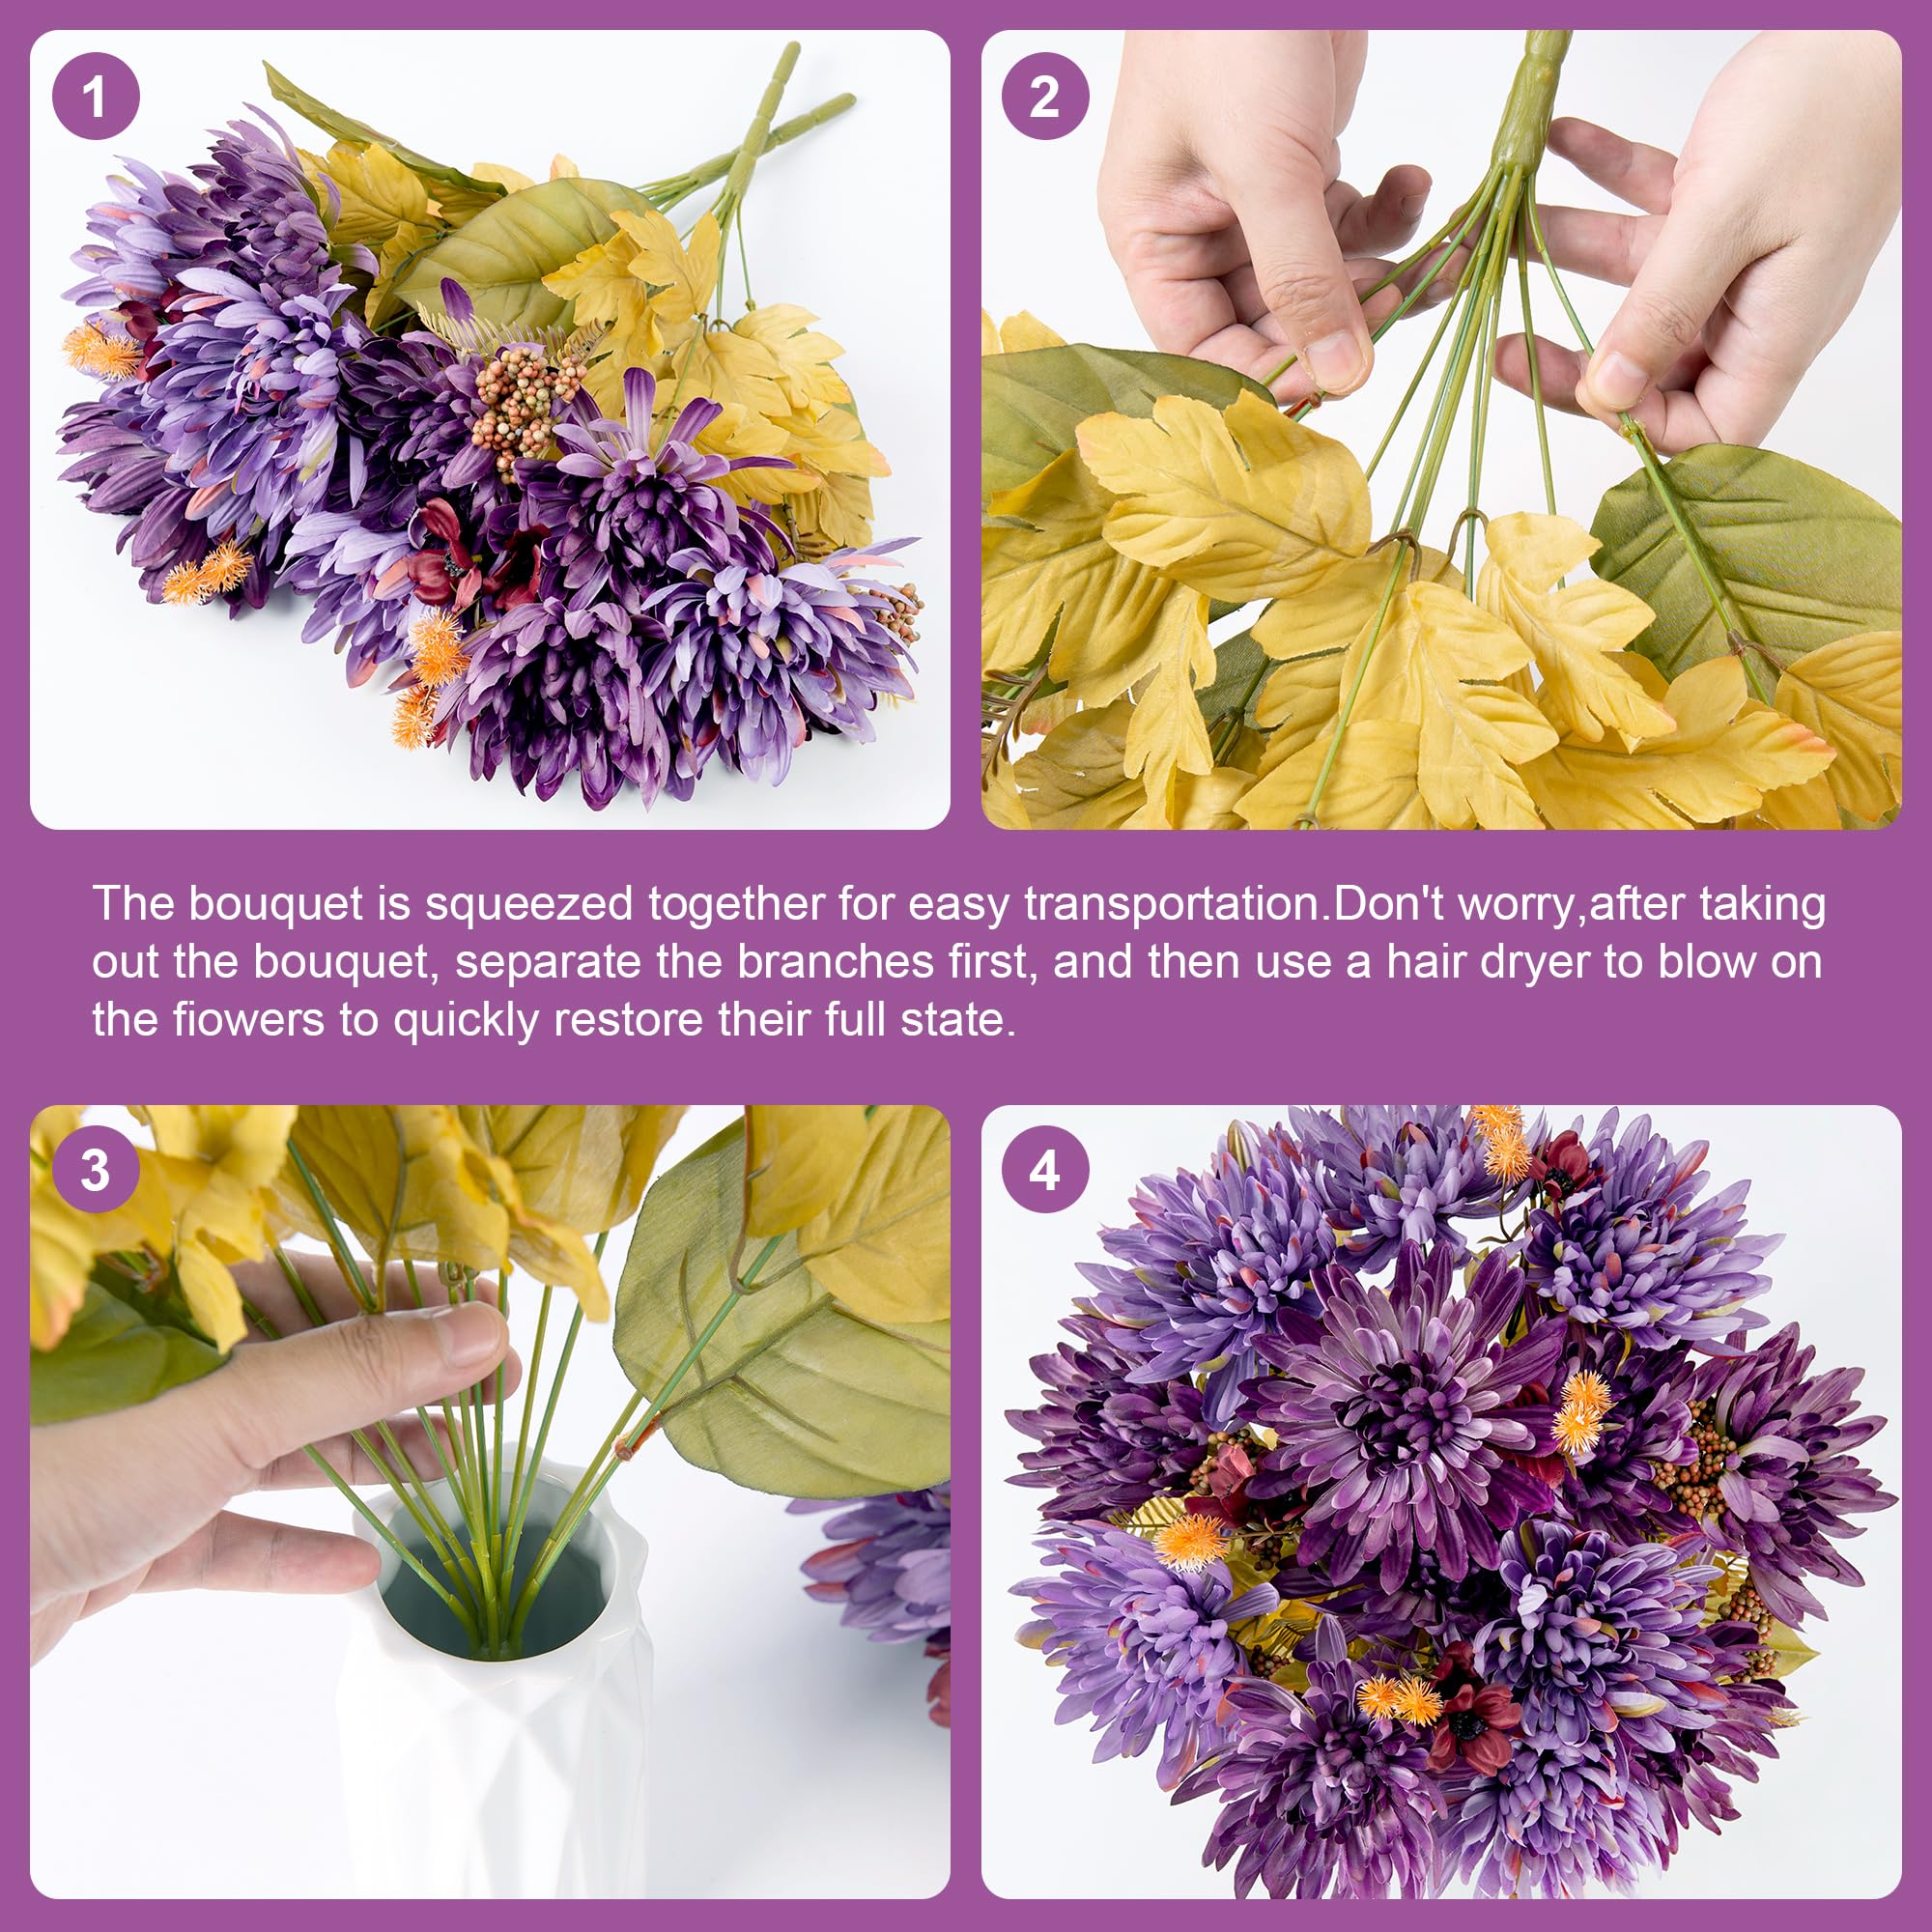 1
2
The bouquet is squeezed together for easy transportation.Don't worry,after taking
out the bouquet, separate the branches first, and then use a hair dryer to blow on
the fiowers to quickly restore their full state.
3
4